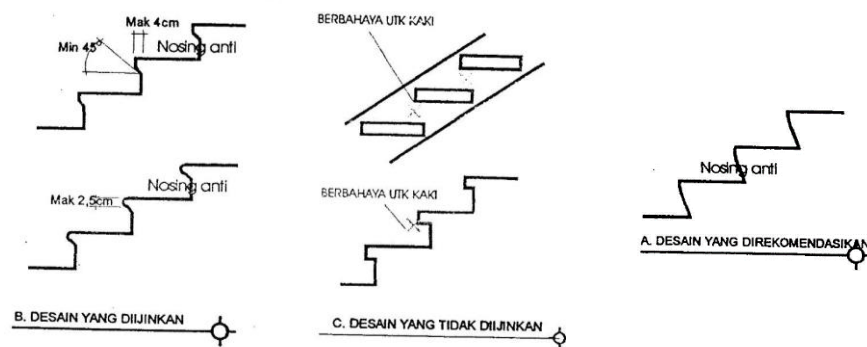 Mak 4cm
Nosing anti
Min 45°
Nosing anti
Mak 2,5cm
B. DESAIN YANG DIIJINKAN
BERBAHAYA UTK KAKI
BERBAHAYA UTK KAKI
C. DESAIN YANG TIDAK DIIJINKAN
Nosing anti
A. DESAIN YANG DIREKOMENDASIKAN